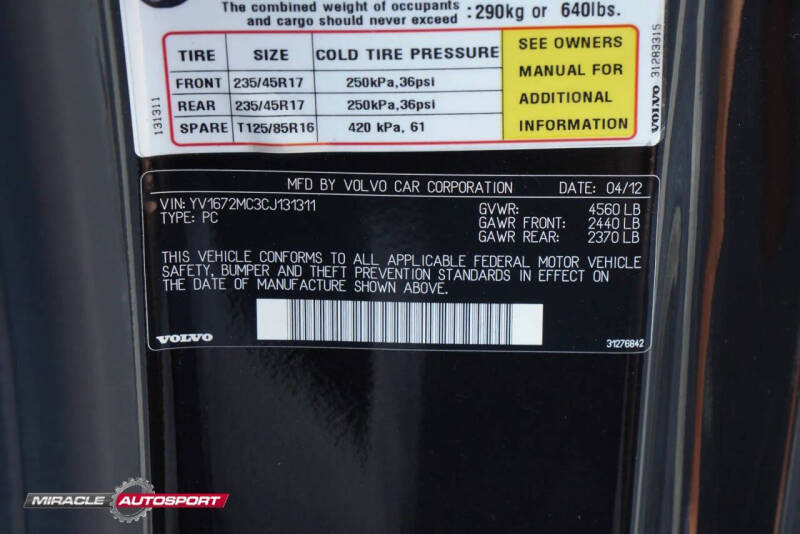 The combined weight of occupants and cargo should never exceed :290kg or 640lbs.
TIRE SIZE COLD TIRE PRESSURE
FRONT 235/45R17 250kPa,36psi
REAR 235/45R17 250kPa,36psi
SPARE T125/85R16 420 kPa, 61
SEE OWNERS
MANUAL FOR
ADDITIONAL
INFORMATION
131311
VOLVO 31283315
MFD BY VOLVO CAR CORPORATION DATE: 04/12
VIN: YV1672MC3CJ131311
TYPE: PC
GVWR: 4560 LB
GAWR FRONT: 2440 LB
GAWR REAR: 2370 LB
THIS VEHICLE CONFORMS TO ALL APPLICABLE FEDERAL MOTOR VEHICLE
SAFETY, BUMPER AND THEFT PREVENTION STANDARDS IN EFFECT ON
THE DATE OF MANUFACTURE SHOWN ABOVE.
VOLVO
31276842
MIRACLE AUTOSPORT